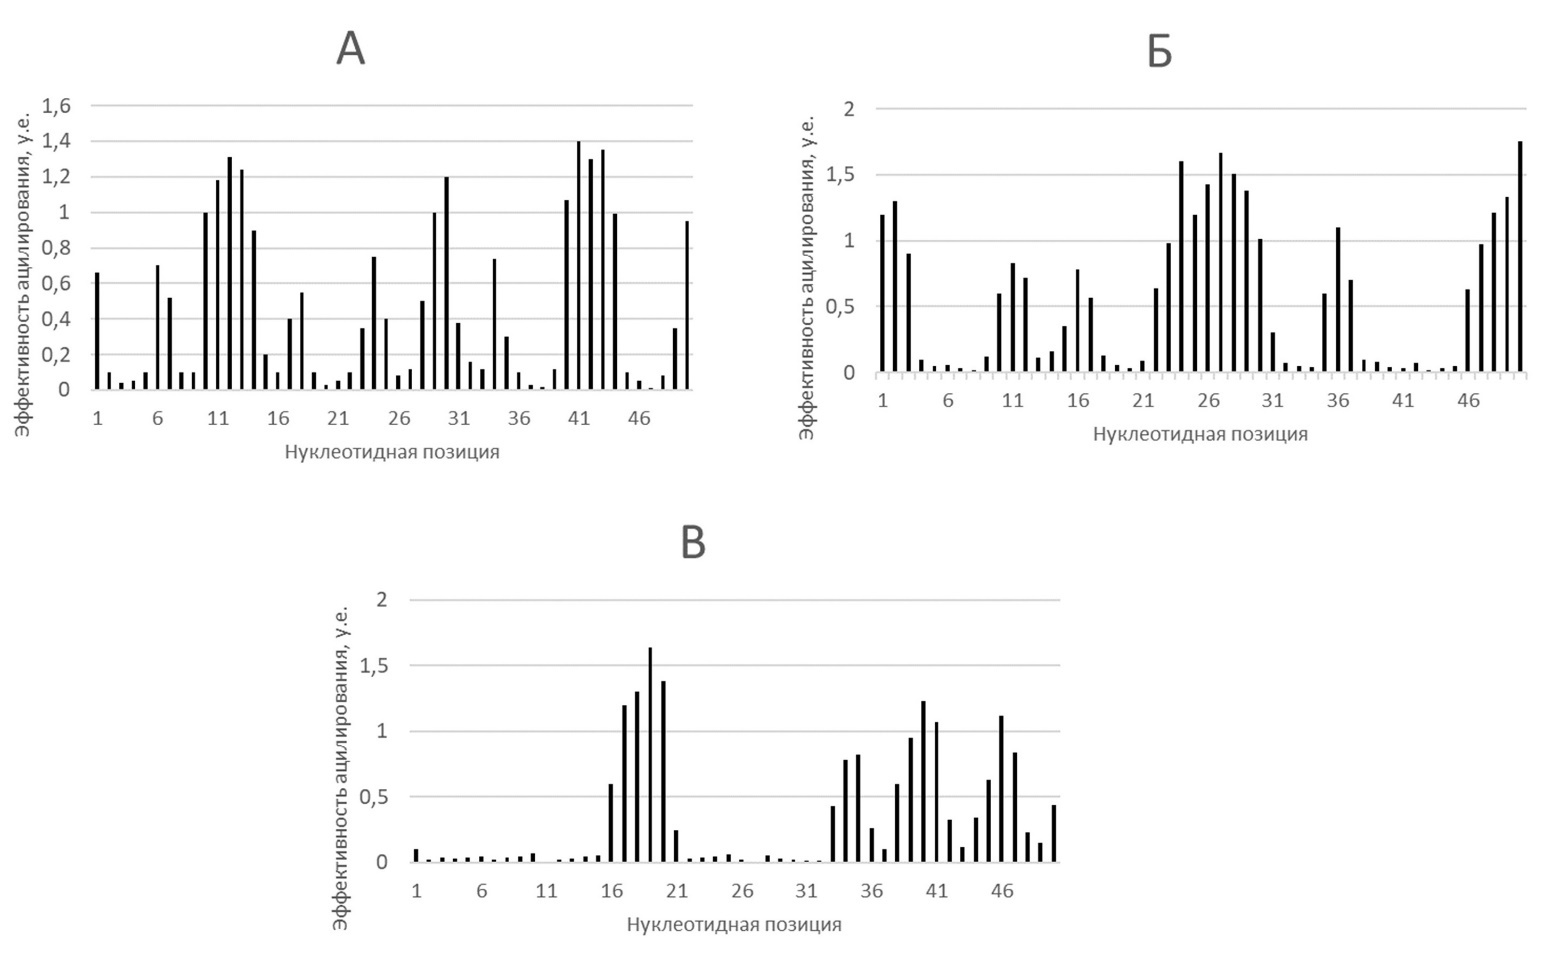 А
Эффективность ацилирования, у.е.
1,6
1,4
1,2
1
0,8
0,6
0,4
0,2
0
1 6 11 16 21 26 31 36 41 46
Нуклеотидная позиция
Б
Эффективность ацилирования, у.е.
2
1,5
1
0,5
0
1 6 11 16 21 26 31 36 41 46
Нуклеотидная позиция
В
Эффективность ацилирования, у.е.
2
1,5
1
0,5
0
1 6 11 16 21 26 31 36 41 46
Нуклеотидная позиция